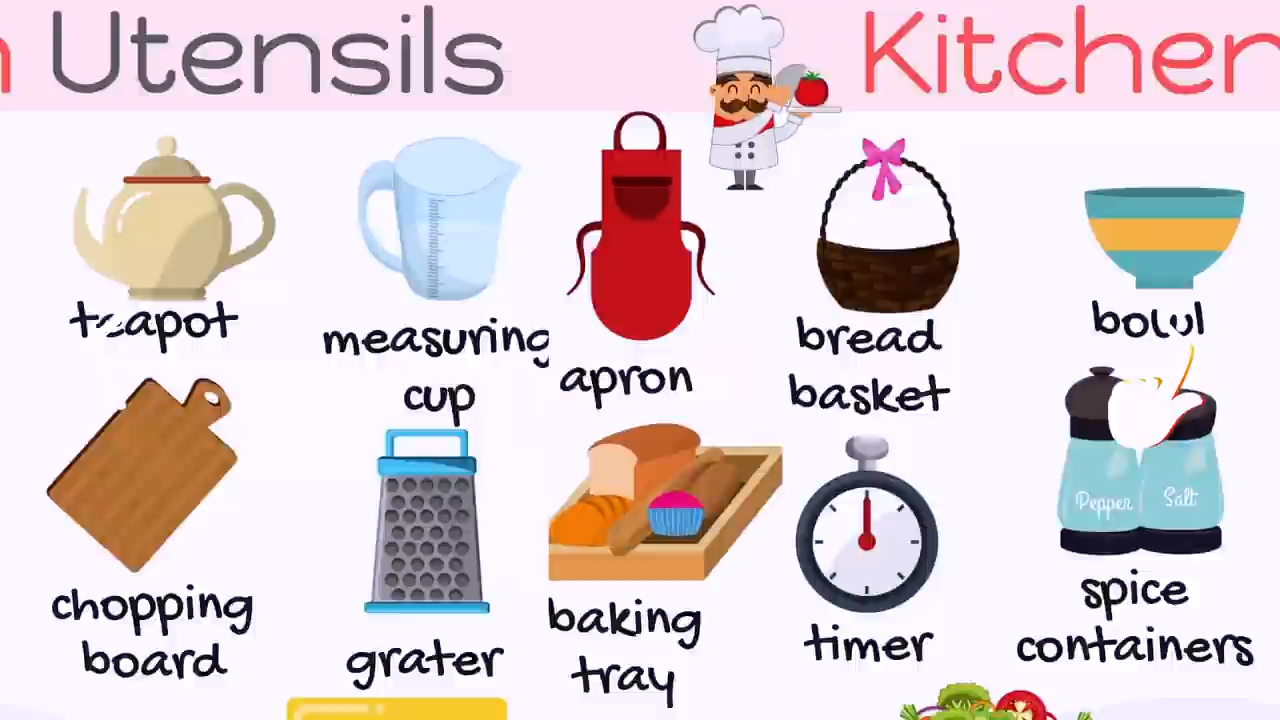 Utensils
Kitchen
teapot
measuring
cup
apron
bread
basket
bowl
chopping
board
grater
baking
tray
timer
Pepper
Salt
spice
containers